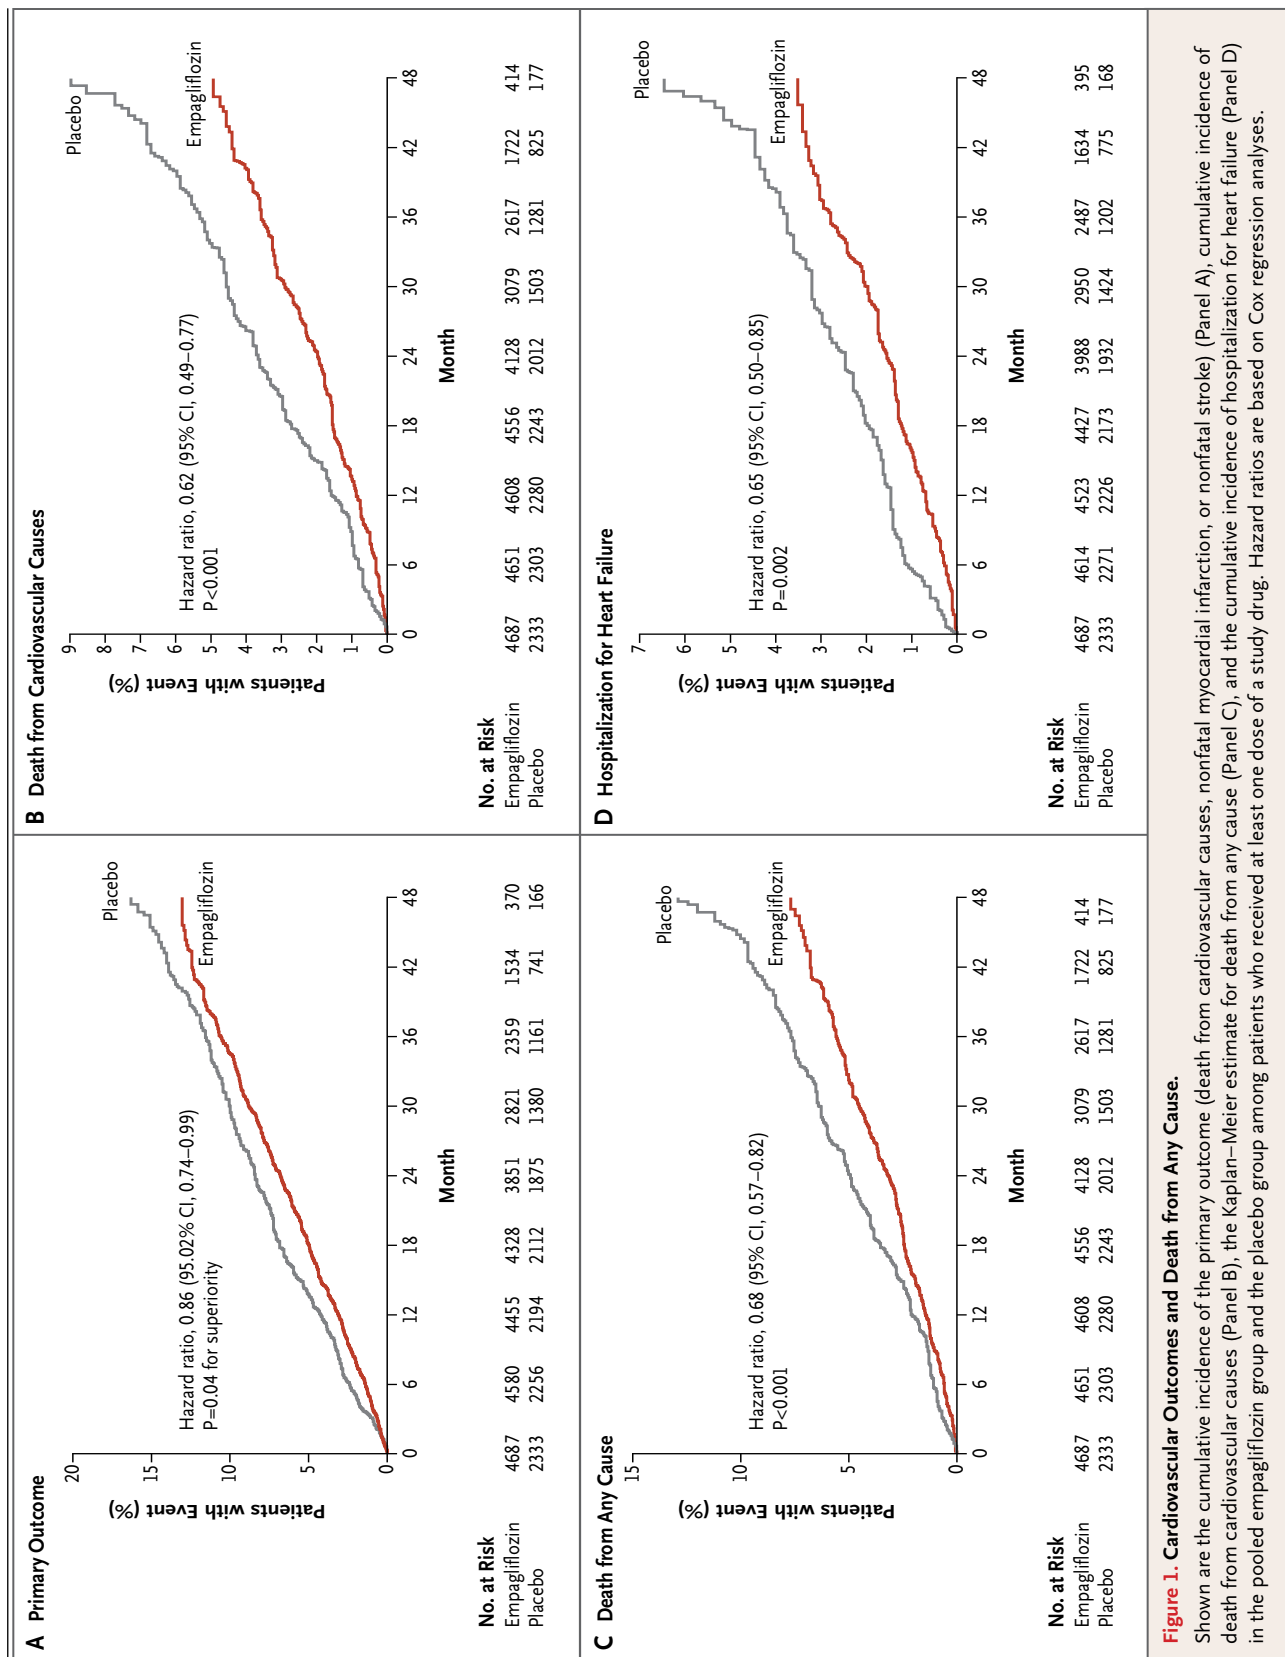 A Primary Outcome
Patients with Event (%)
20
15
10
5
0
Hazard ratio, 0.86 (95.02% CI, 0.74–0.99)
P=0.04 for superiority
Placebo
Empagliflozin
0 6 12 18 24 30 36 42 48
Month
No. at Risk
Empagliflozin 4687 4580 4455 4328 3851 2821 2359 1534 370
Placebo 2333 2256 2194 2112 1875 1380 1161 741 166
B Death from Cardiovascular Causes
Patients with Event (%)
9
8
7
6
5
4
3
2
1
0
Hazard ratio, 0.62 (95% CI, 0.49–0.77)
P<0.001
Placebo
Empagliflozin
0 6 12 18 24 30 36 42 48
Month
No. at Risk
Empagliflozin 4687 4651 4608 4556 4128 3079 2617 1722 414
Placebo 2333 2303 2280 2243 2012 1503 1281 825 177
C Death from Any Cause
Patients with Event (%)
15
10
5
0
Hazard ratio, 0.68 (95% CI, 0.57–0.82)
P<0.001
Placebo
Empagliflozin
0 6 12 18 24 30 36 42 48
Month
No. at Risk
Empagliflozin 4687 4651 4608 4556 4128 3079 2617 1722 414
Placebo 2333 2303 2280 2243 2012 1503 1281 825 177
D Hospitalization for Heart Failure
Patients with Event (%)
7
6
5
4
3
2
1
0
Hazard ratio, 0.65 (95% CI, 0.50–0.85)
P=0.002
Placebo
Empagliflozin
0 6 12 18 24 30 36 42 48
Month
No. at Risk
Empagliflozin 4687 4614 4523 4427 3988 2950 2487 1634 395
Placebo 2333 2271 2226 2173 1932 1424 1202 775 168
Figure 1. Cardiovascular Outcomes and Death from Any Cause.
Shown are the cumulative incidence of the primary outcome (death from cardiovascular causes, nonfatal myocardial infarction, or nonfatal stroke) (Panel A), cumulative incidence of
death from cardiovascular causes (Panel B), the Kaplan–Meier estimate for death from any cause (Panel C), and the cumulative incidence of hospitalization for heart failure (Panel D)
in the pooled empagliflozin group and the placebo group among patients who received at least one dose of a study drug. Hazard ratios are based on Cox regression analyses.